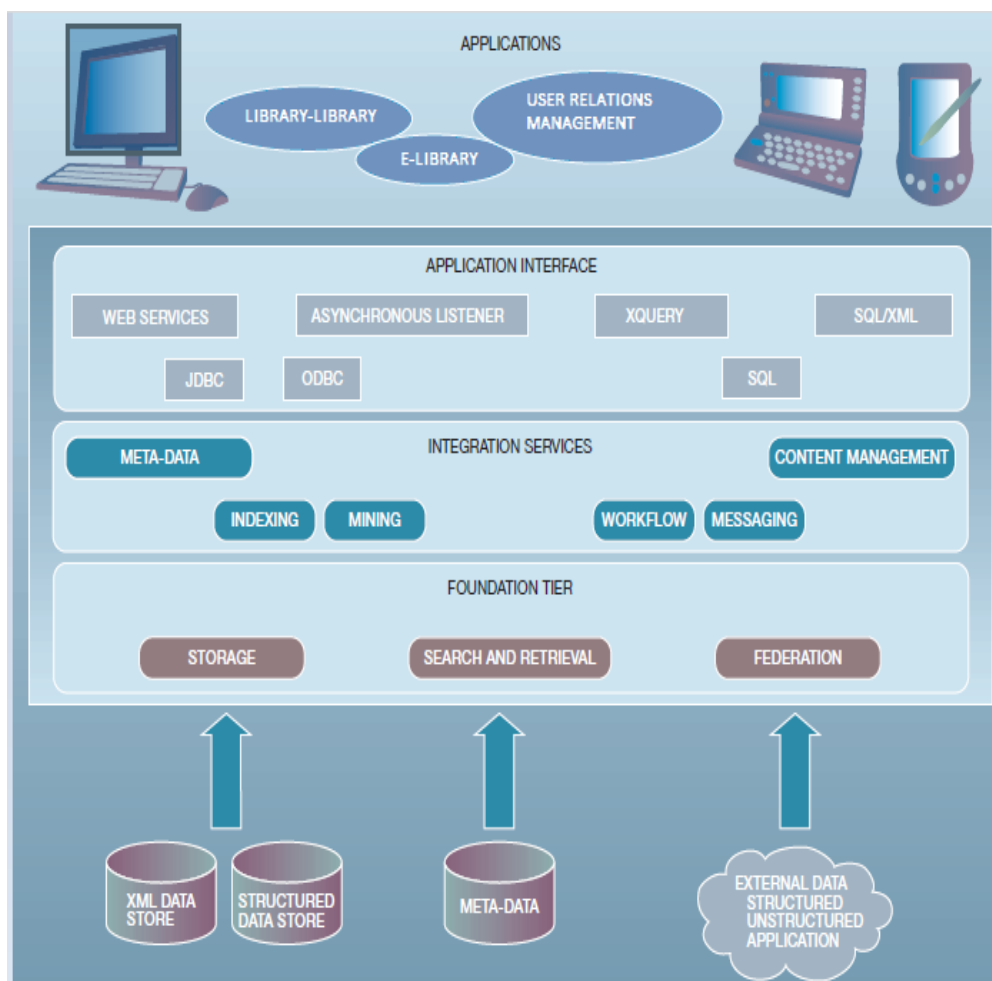 APPLICATIONS
LIBRARY-LIBRARY
USER RELATIONS
MANAGEMENT
E-LIBRARY
APPLICATION INTERFACE
WEB SERVICES
ASYNCHRONOUS LISTENER
XQUERY
SQL/XML
JDBC
ODBC
SQL
INTEGRATION SERVICES
META-DATA
CONTENT MANAGEMENT
INDEXING
MINING
WORKFLOW
MESSAGING
FOUNDATION TIER
STORAGE
SEARCH AND RETRIEVAL
FEDERATION
XML DATA
STORE
STRUCTURED
DATA STORE
META-DATA
EXTERNAL DATA
STRUCTURED
UNSTRUCTURED
APPLICATION